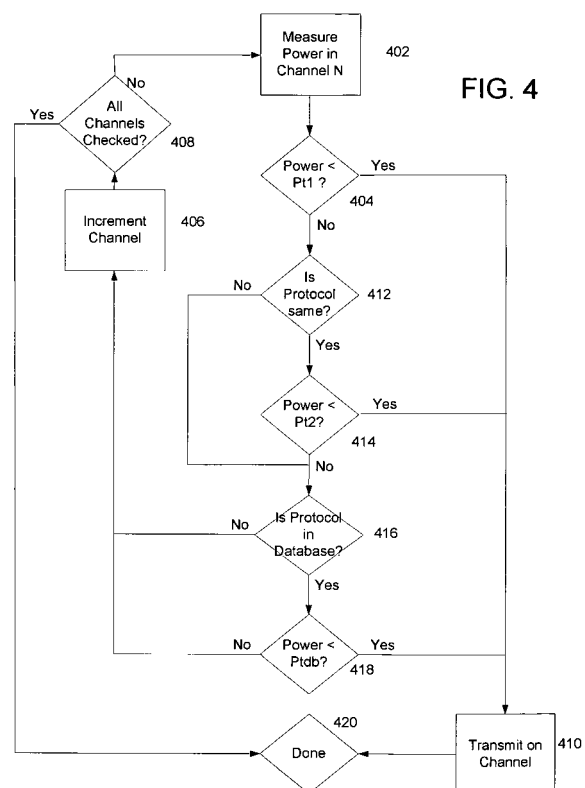 Measure
Power in
Channel N
402
FIG. 4
No
Yes
All
Channels
Checked?
408
Power <
Pt1 ?
Yes
404
No
Increment
Channel
406
Is
Protocol
same?
No
412
Yes
Power <
Pt2?
Yes
414
No
Is Protocol
in
Database?
No
416
Yes
Power <
Ptdb?
No
Yes
418
420
Done
Transmit on
Channel
410